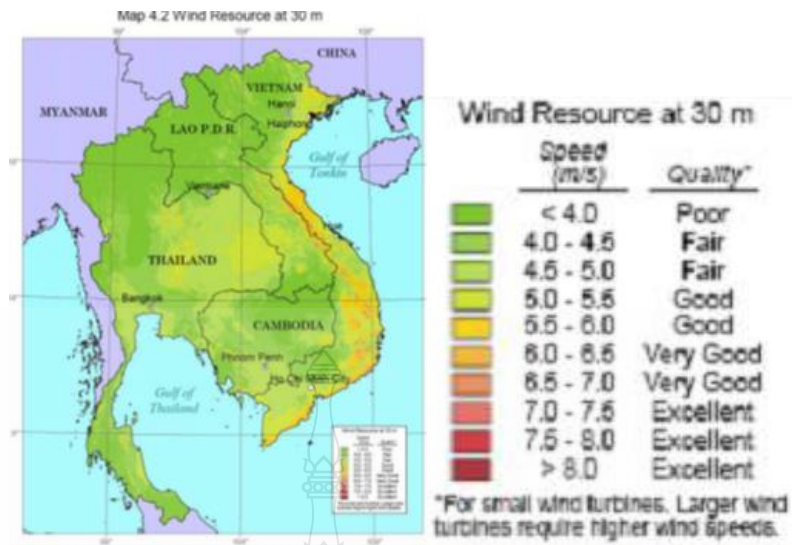 Map 4.2 Wind Resource at 30 m
CHINA
VIETNAM
Hanoi
MYANMAR
LAO P.D.R.
Haiphong
Gulf of
Tonkin
Vientiane
Hue
THAILAND
Bangkok
CAMBODIA
Phnom Penh
Ho Chi Minh City
Gulf of
Thailand
Wind Resource at 30 m
Speed
(m/s) Quality*
< 4.0 Poor
4.0 - 4.5 Fair
4.5 - 5.0 Fair
5.0 - 5.5 Good
5.5 - 6.0 Good
6.0 - 6.5 Very Good
6.5 - 7.0 Very Good
7.0 - 7.5 Excellent
7.5 - 8.0 Excellent
> 8.0 Excellent
*For small wind turbines. Larger wind
turbines require higher wind speeds.